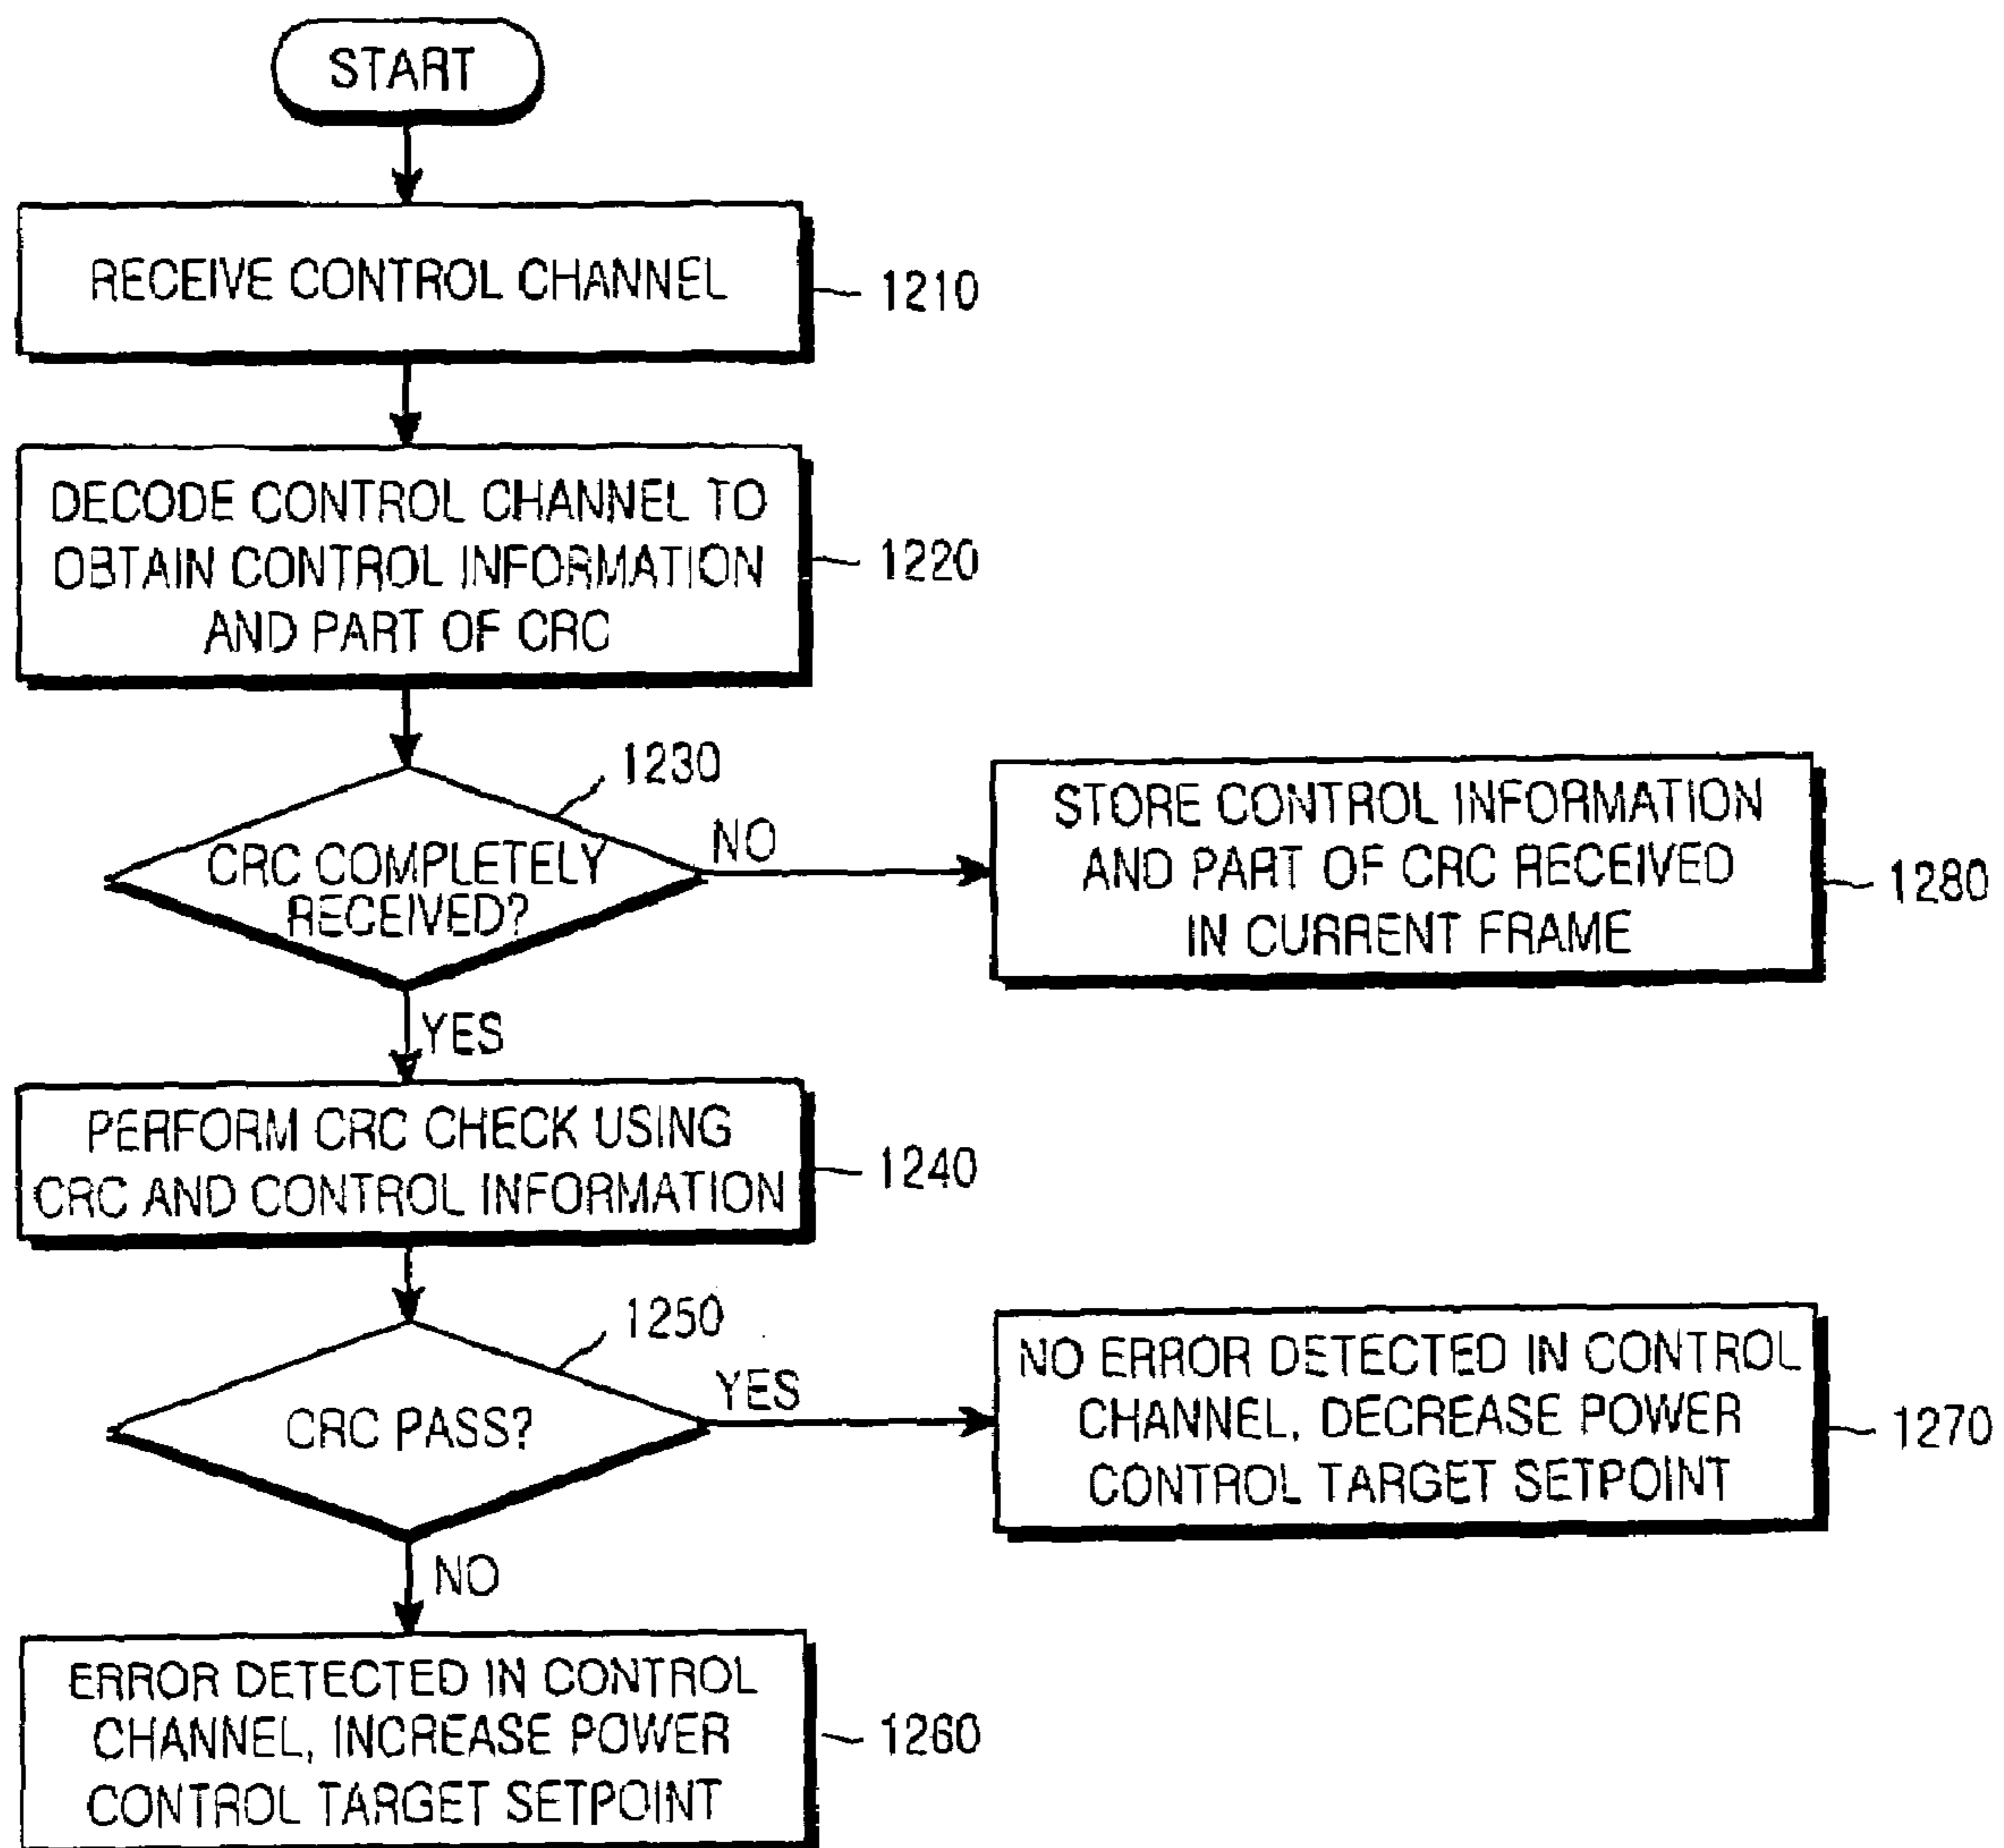 START
RECEIVE CONTROL CHANNEL
1210
DECODE CONTROL CHANNEL TO
OBTAIN CONTROL INFORMATION
AND PART OF CRC
1220
1230
CRC COMPLETELY
RECEIVED?
NO
STORE CONTROL INFORMATION
AND PART OF CRC RECEIVED
IN CURRENT FRAME
1280
YES
PERFORM CRC CHECK USING
CRC AND CONTROL INFORMATION
1240
1250
CRC PASS?
YES
NO ERROR DETECTED IN CONTROL
CHANNEL, DECREASE POWER
CONTROL TARGET SETPOINT
1270
NO
ERROR DETECTED IN CONTROL
CHANNEL, INCREASE POWER
CONTROL TARGET SETPOINT
1260